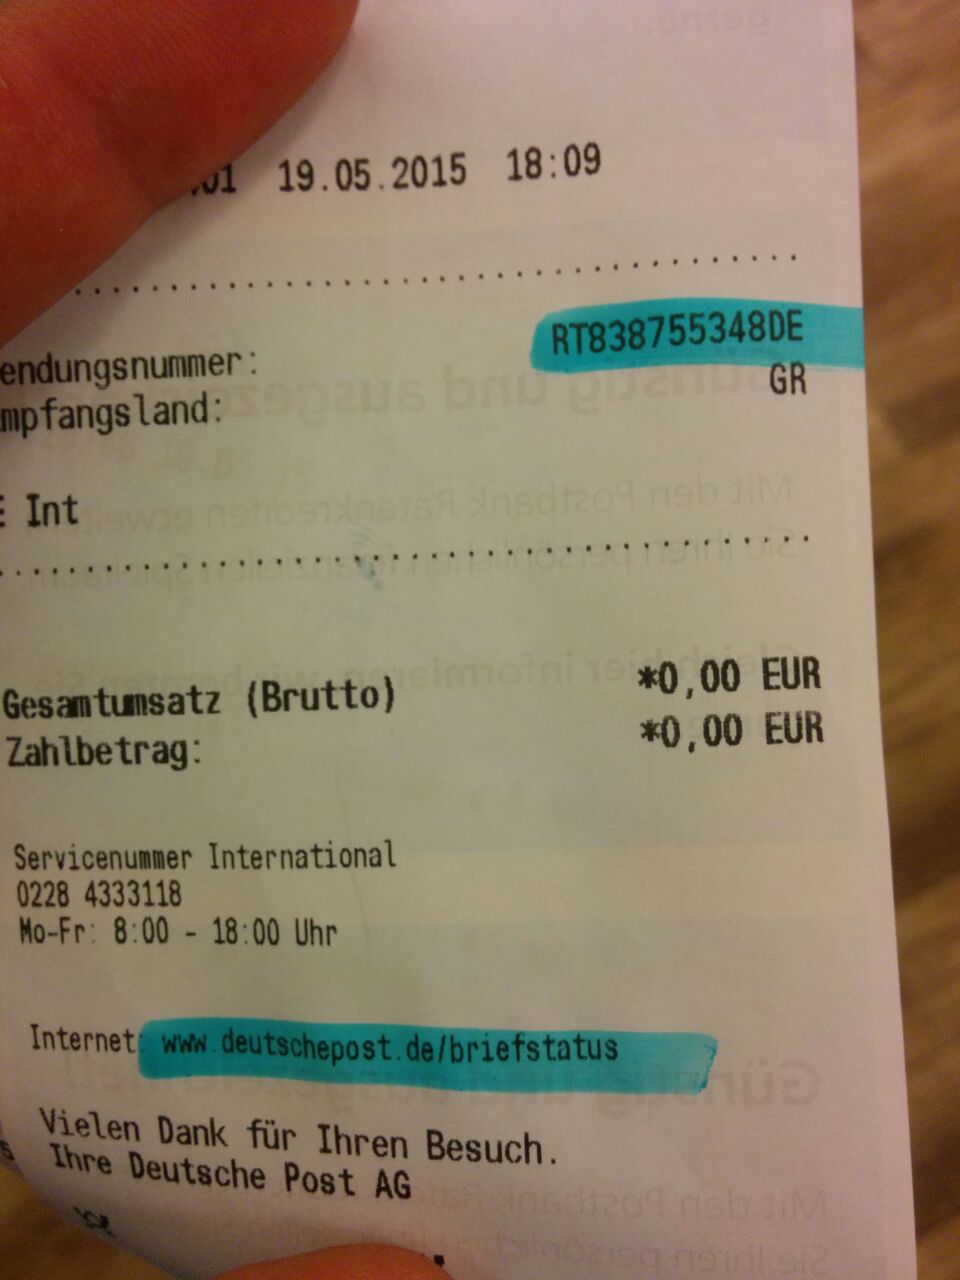 01 19.05.2015 18:09
endungsnummer: RT838755348DE
mpfangsland: GR
E Int
Gesamtumsatz (Brutto) *0,00 EUR
Zahlbetrag: *0,00 EUR
Servicenummer International
0228 4333118
Mo-Fr: 8:00 - 18:00 Uhr
Internet: www.deutschepost.de/briefstatus
Vielen Dank für Ihren Besuch.
Ihre Deutsche Post AG